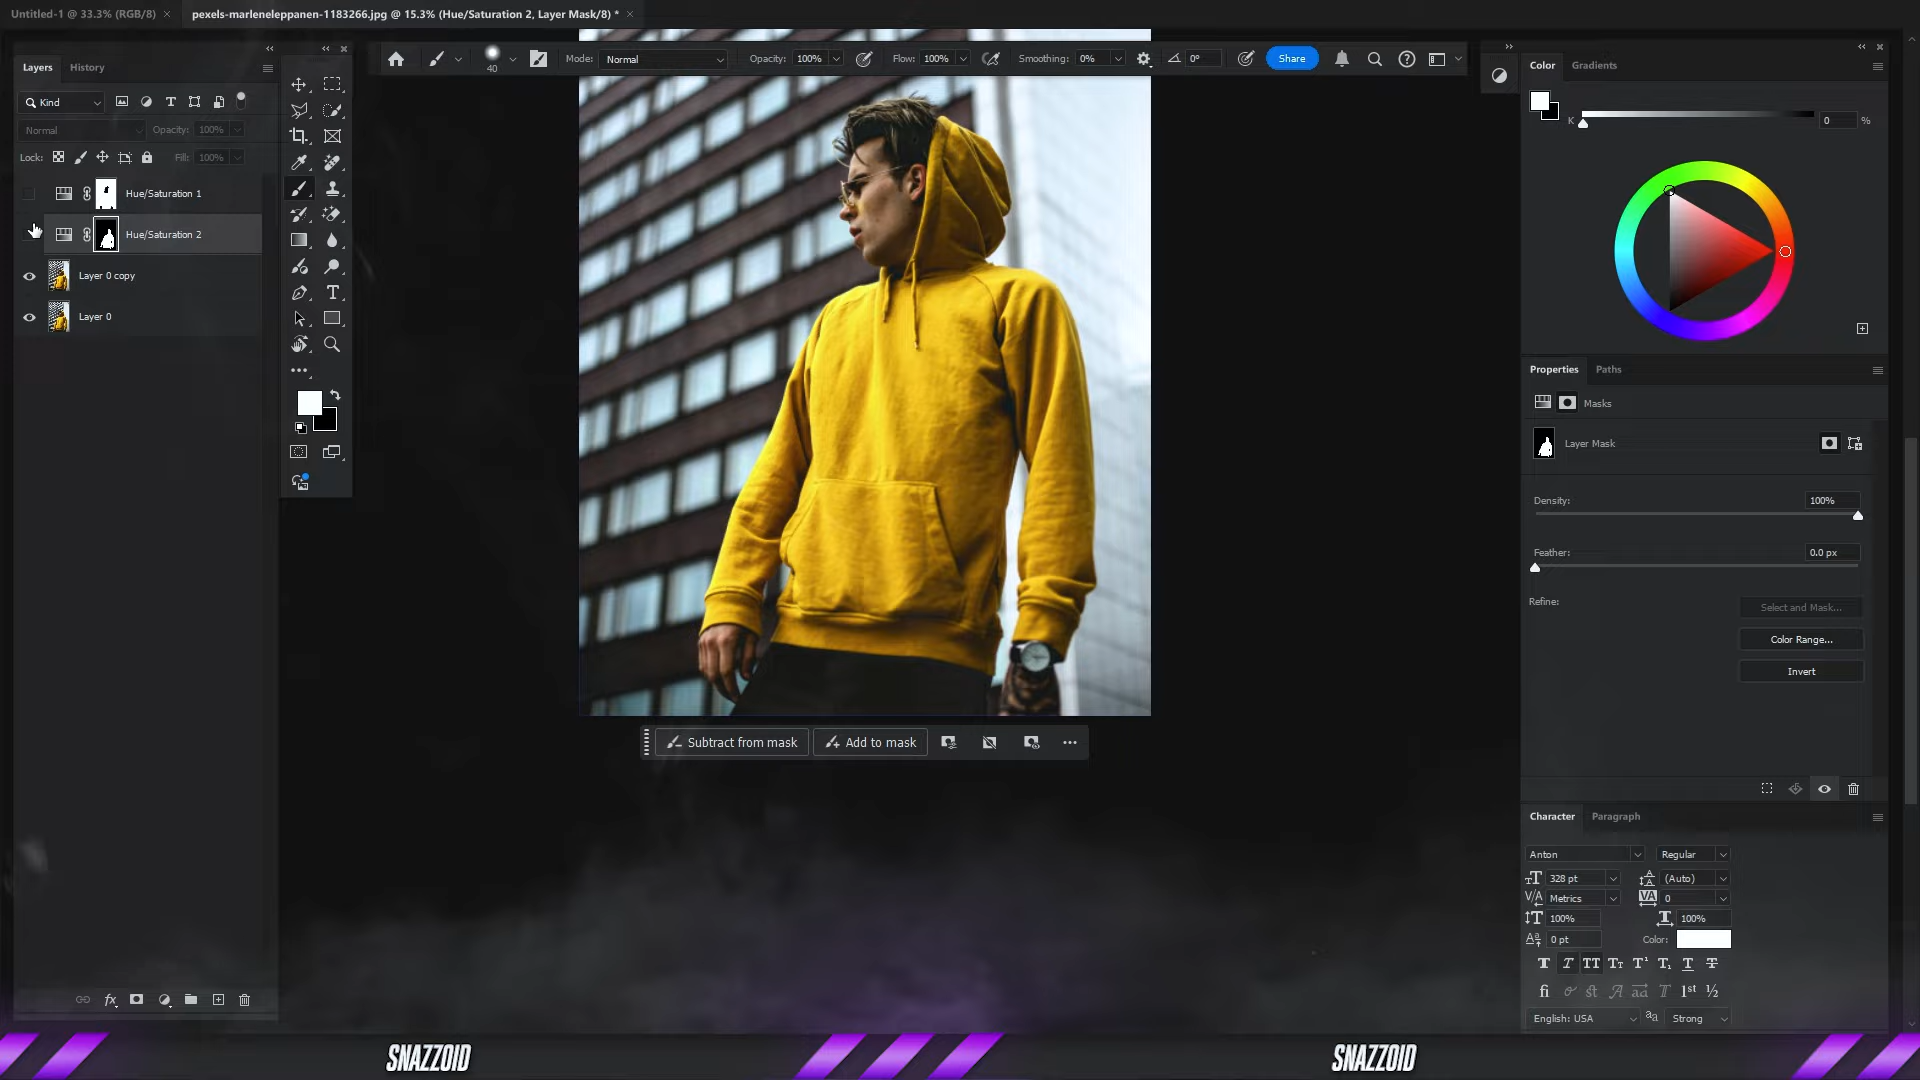 Untitled-1 @ 33.3% (RGB/8) ×
pexels-marleneleppanen-1183266.jpg @ 15.3% (Hue/Saturation 2, Layer Mask/8) * ×
Layers History
Kind
Normal Opacity: 100%
Lock: Fill: 100%
Hue/Saturation 1
Hue/Saturation 2
Layer 0 copy
Layer 0
40 Mode: Normal Opacity: 100% Flow: 100% Smoothing: 0% 0° Share
Subtract from mask Add to mask
Color Gradients
K 0 %
Properties Paths
Masks
Layer Mask
Density: 100%
Feather: 0.0 px
Refine: Select and Mask...
Color Range...
Invert
Character Paragraph
Anton Regular
328 pt (Auto)
Metrics 0
100% 100%
0 pt Color:
English: USA aa Strong
SNAZZOID SNAZZOID